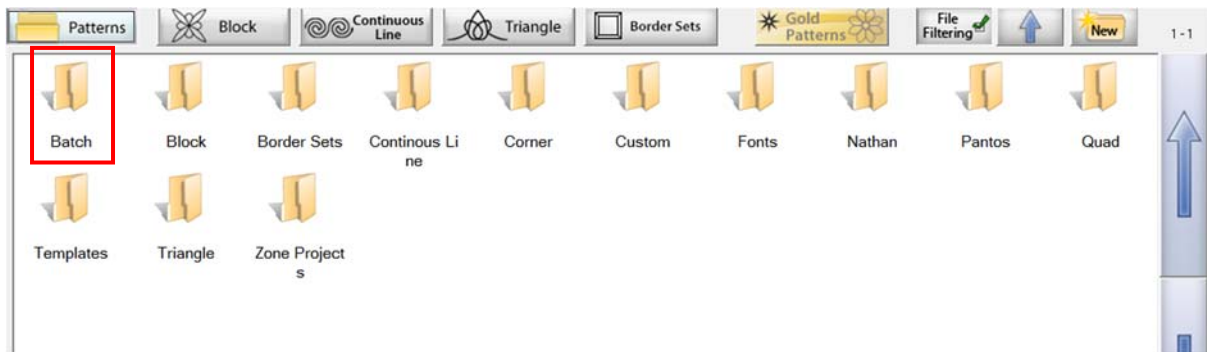 Patterns
Block
Continuous
Line
Triangle
Border Sets
Gold
Patterns
File
Filtering
New
1 - 1
Batch
Block
Border Sets
Continous Li
ne
Corner
Custom
Fonts
Nathan
Pantos
Quad
Templates
Triangle
Zone Project
s